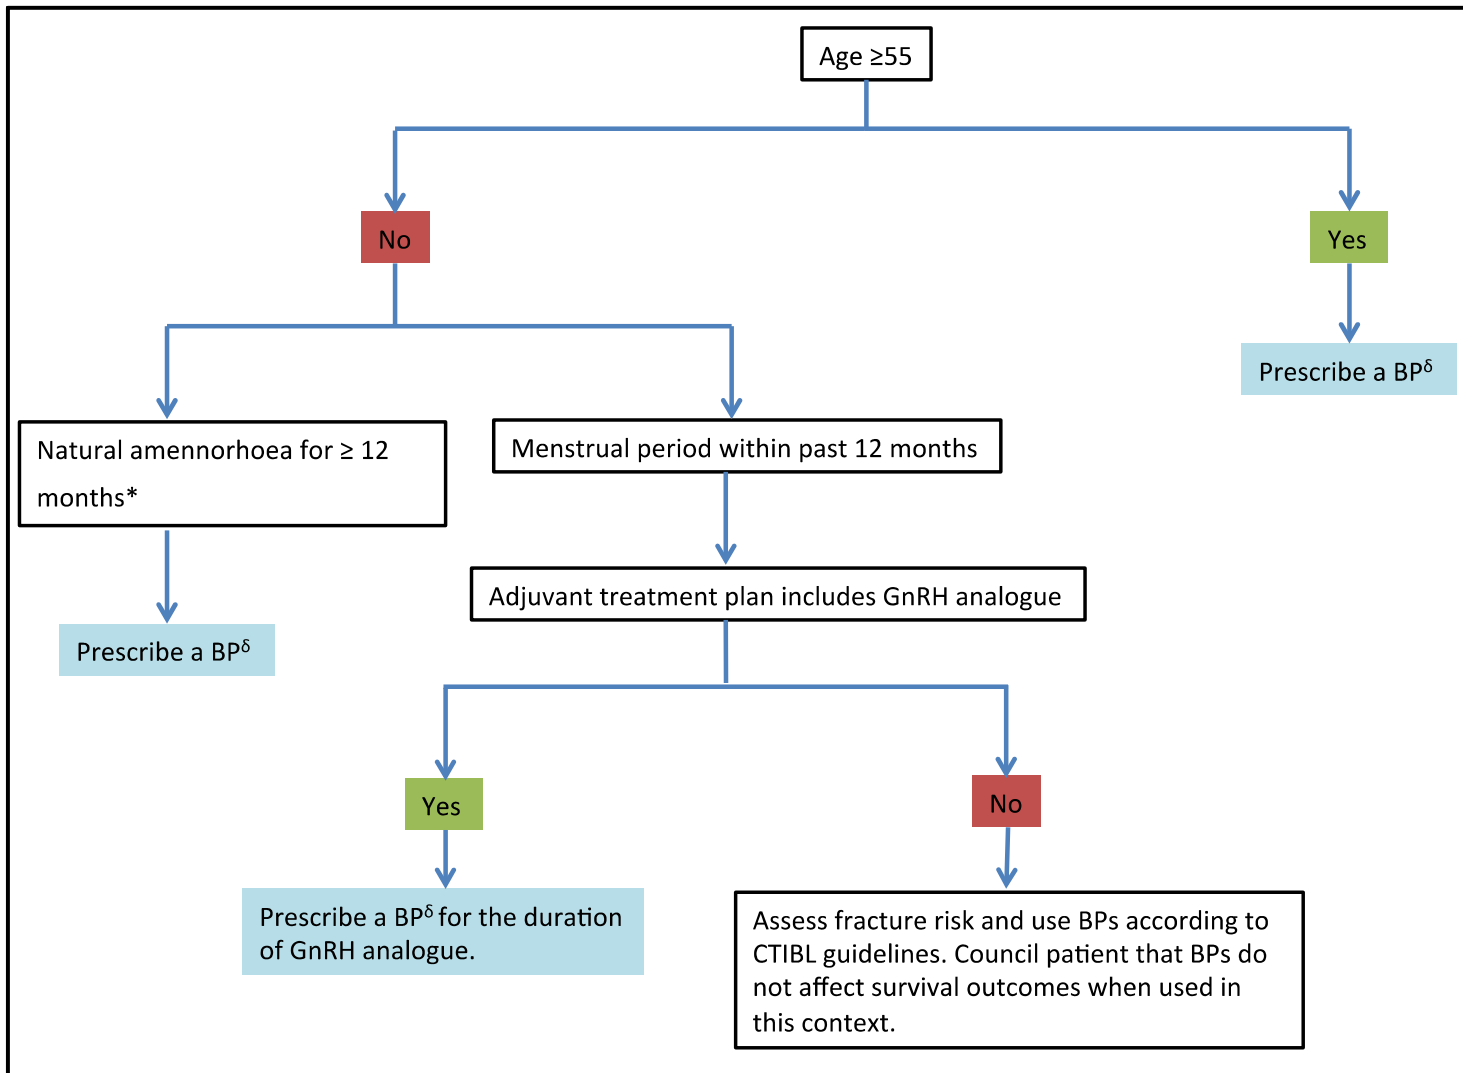 Age ≥55
No
Yes
Prescribe a BPᵟ
Natural amennorhoea for ≥ 12
months*
Menstrual period within past 12 months
Adjuvant treatment plan includes GnRH analogue
Prescribe a BPᵟ
Yes
No
Prescribe a BPᵟ for the duration
of GnRH analogue.
Assess fracture risk and use BPs according to
CTIBL guidelines. Council patient that BPs do
not affect survival outcomes when used in
this context.